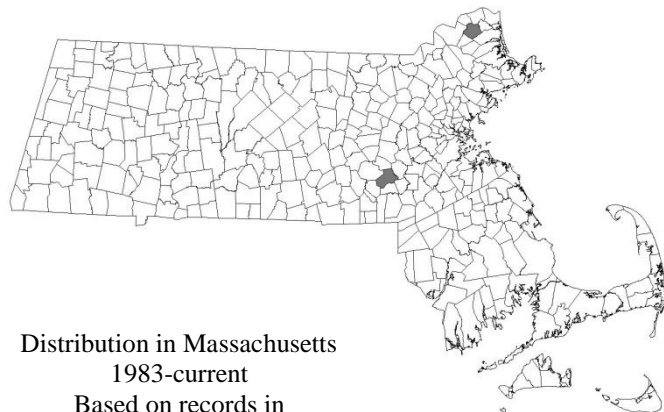 Distribution in Massachusetts
1983-current
Based on records in